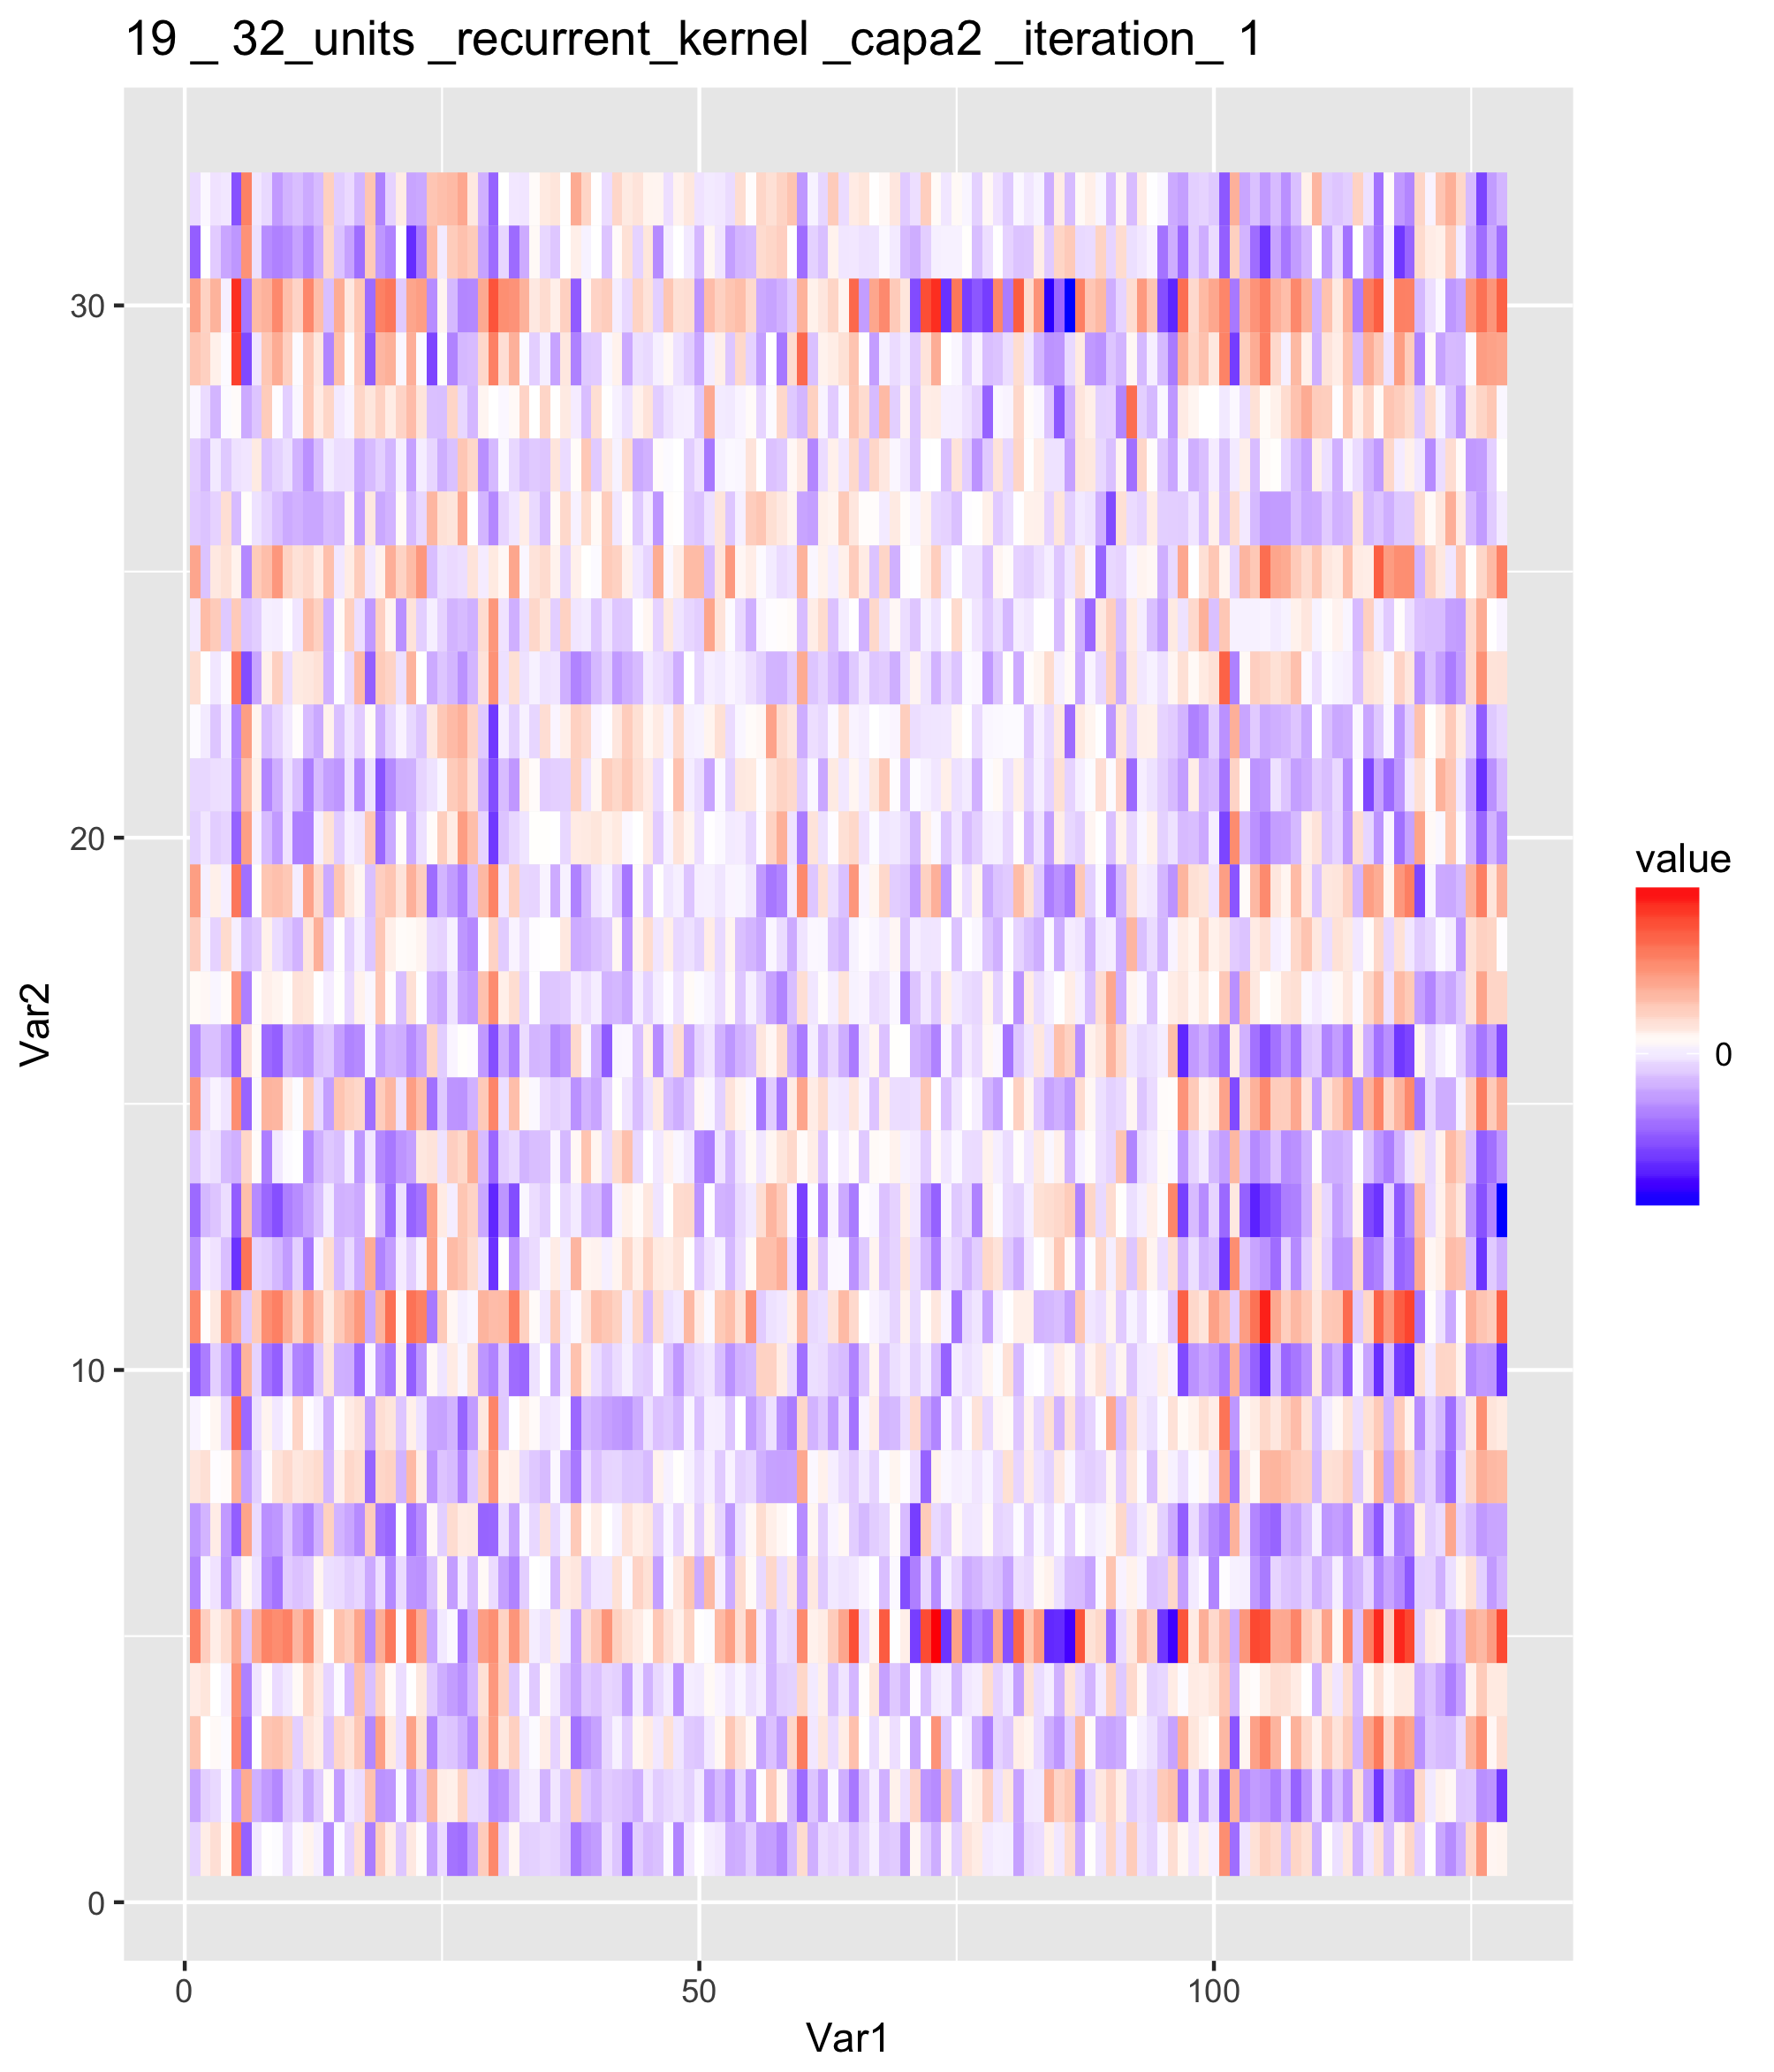 19 _ 32_units _recurrent_kernel _capa2 _iteration_ 1
30
20
10
0
0
50
100
Var1
Var2
value
0